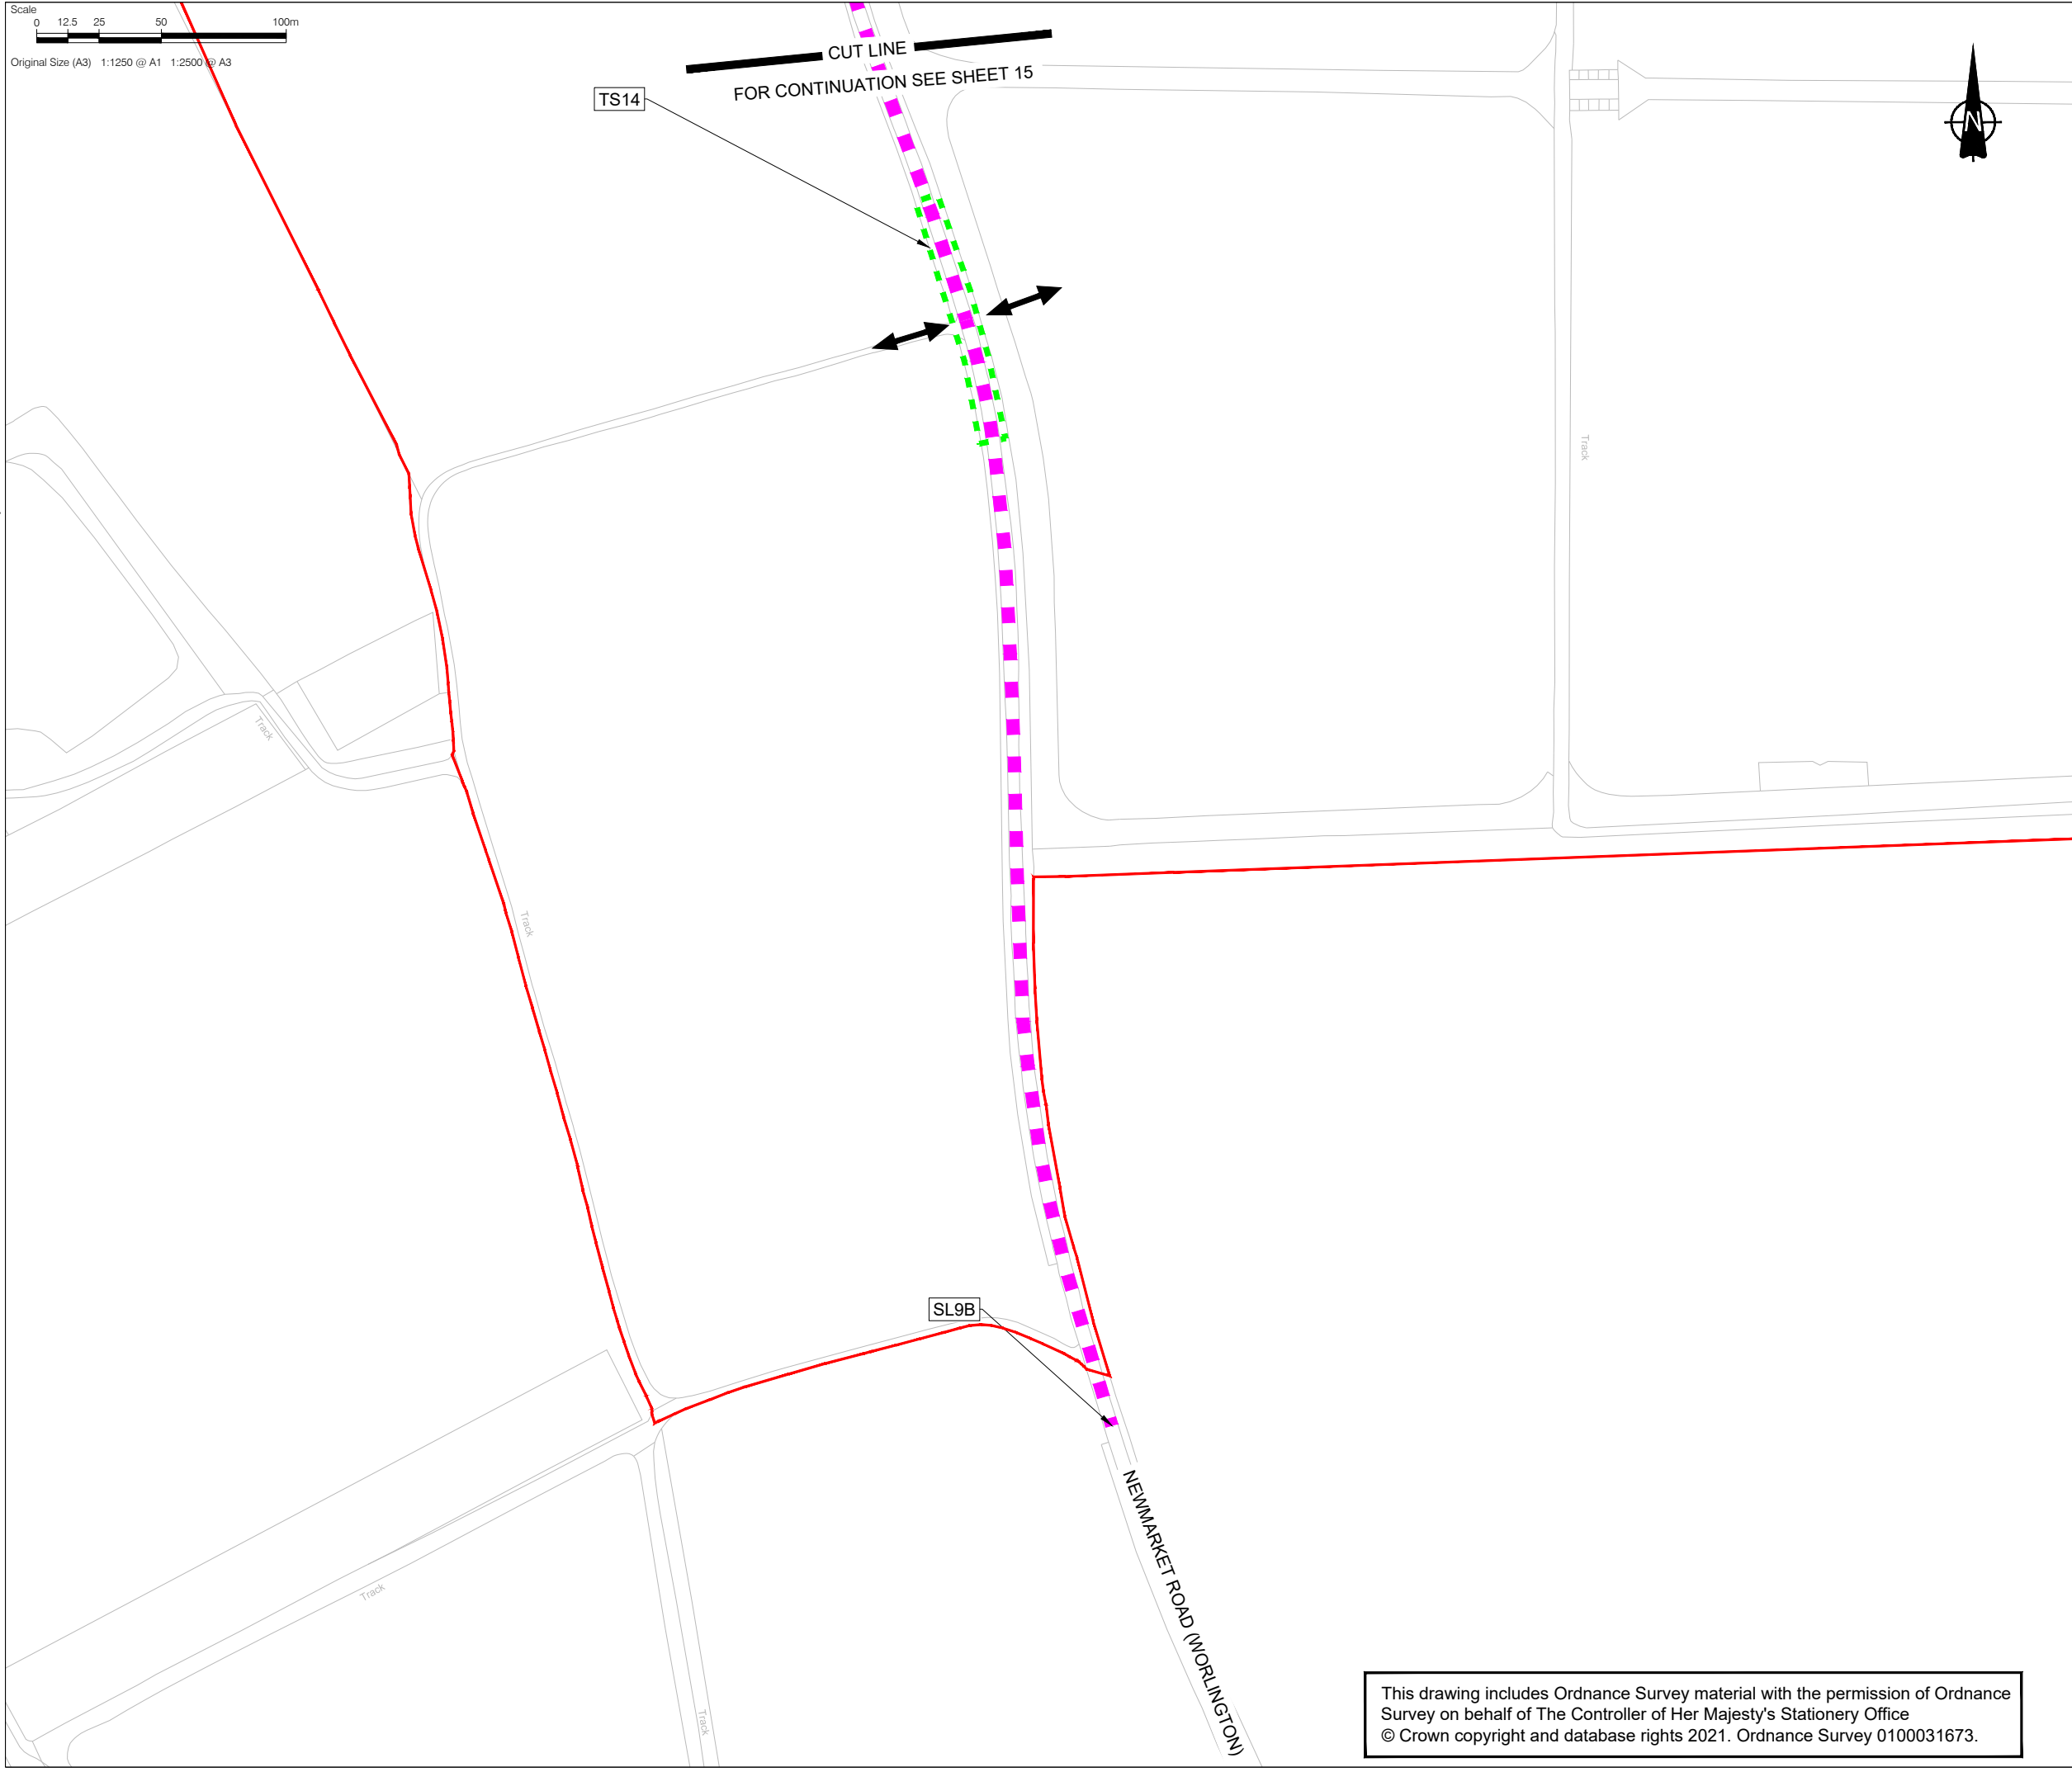 Scale
0 12.5 25 50 100m
Original Size (A3) 1:1250 @ A1 1:2500 @ A3
CUT LINE
FOR CONTINUATION SEE SHEET 15
TS14
N
Track
Track
Track
SL9B
NEWMARKET ROAD (WORLINGTON)
Track
Track
This drawing includes Ordnance Survey material with the permission of Ordnance
Survey on behalf of The Controller of Her Majesty's Stationery Office
© Crown copyright and database rights 2021. Ordnance Survey 0100031673.